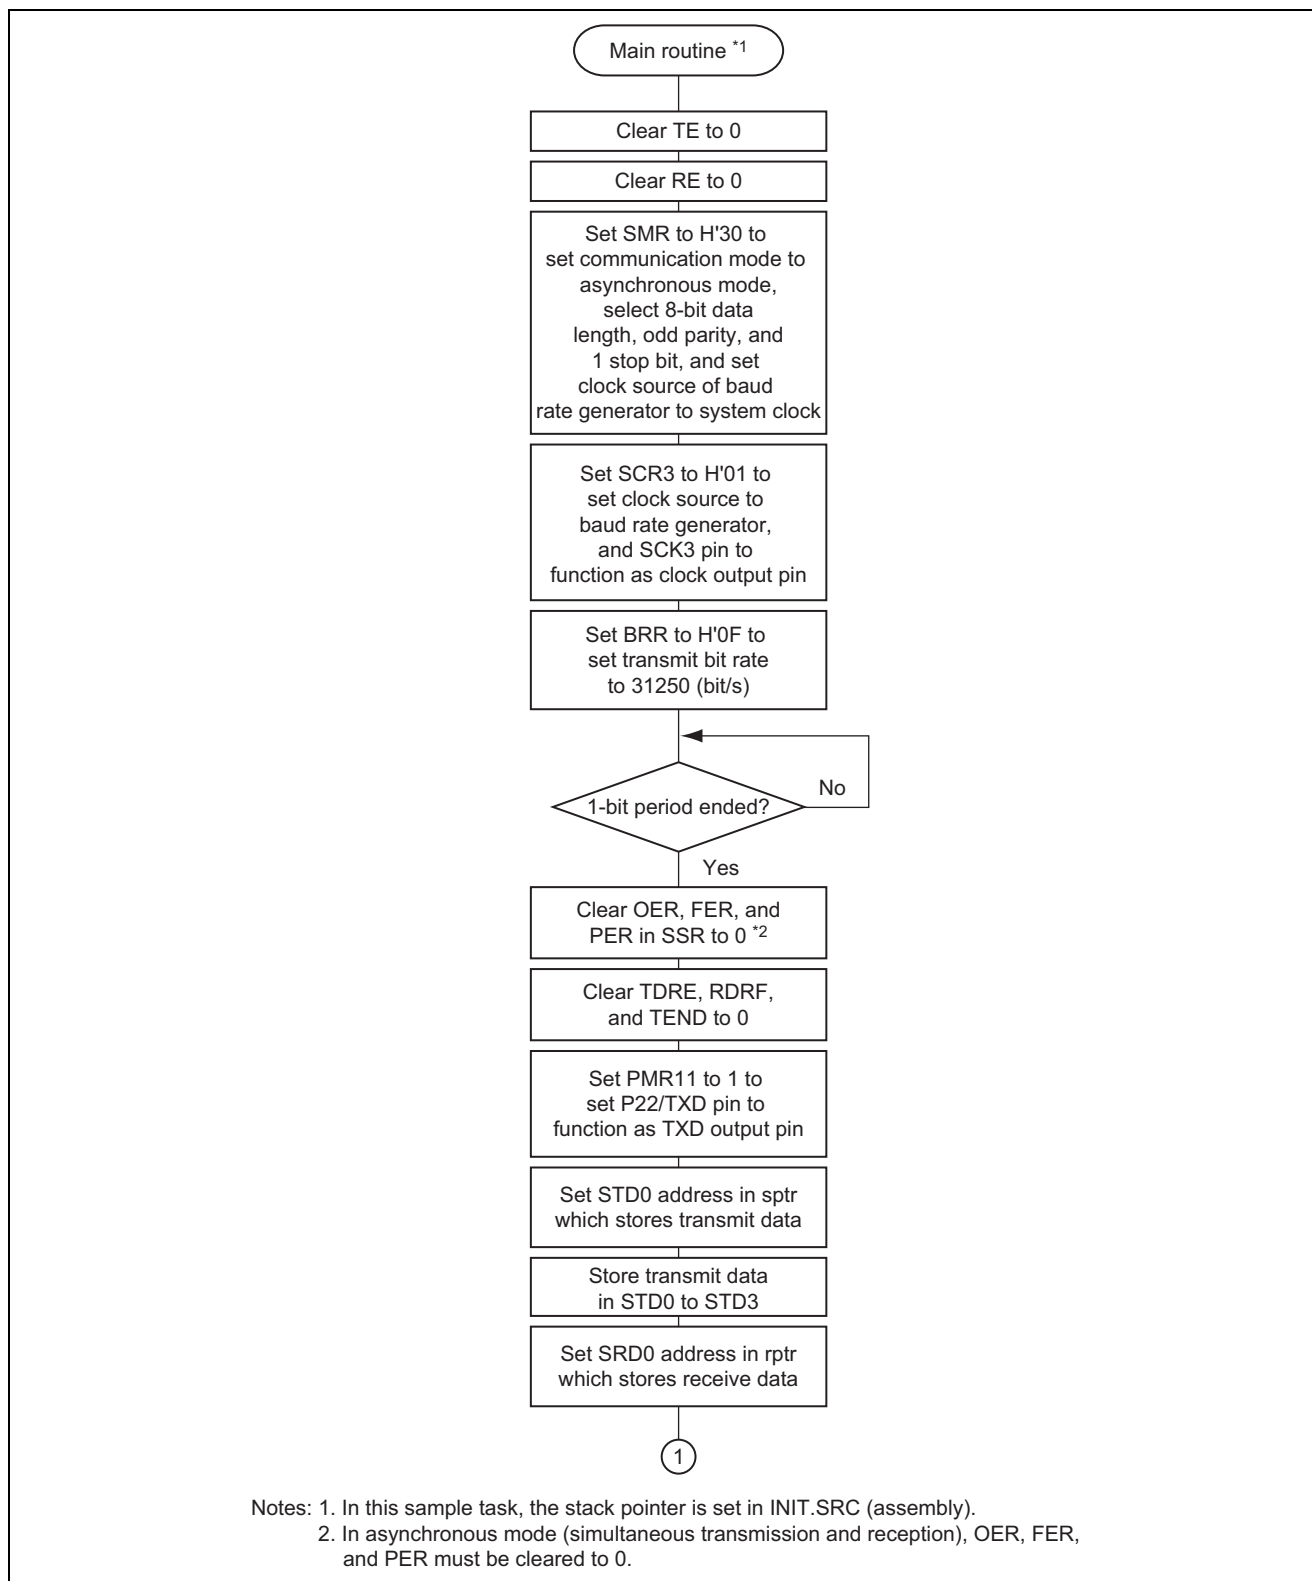 Main routine *1
Clear TE to 0
Clear RE to 0
Set SMR to H'30 to
set communication mode to
asynchronous mode,
select 8-bit data
length, odd parity, and
1 stop bit, and set
clock source of baud
rate generator to system clock
Set SCR3 to H'01 to
set clock source to
baud rate generator,
and SCK3 pin to
function as clock output pin
Set BRR to H'0F to
set transmit bit rate
to 31250 (bit/s)
1-bit period ended?
No
Yes
Clear OER, FER, and
PER in SSR to 0 *2
Clear TDRE, RDRF,
and TEND to 0
Set PMR11 to 1 to
set P22/TXD pin to
function as TXD output pin
Set STD0 address in sptr
which stores transmit data
Store transmit data
in STD0 to STD3
Set SRD0 address in rptr
which stores receive data
1
Notes: 1. In this sample task, the stack pointer is set in INIT.SRC (assembly).
2. In asynchronous mode (simultaneous transmission and reception), OER, FER,
and PER must be cleared to 0.